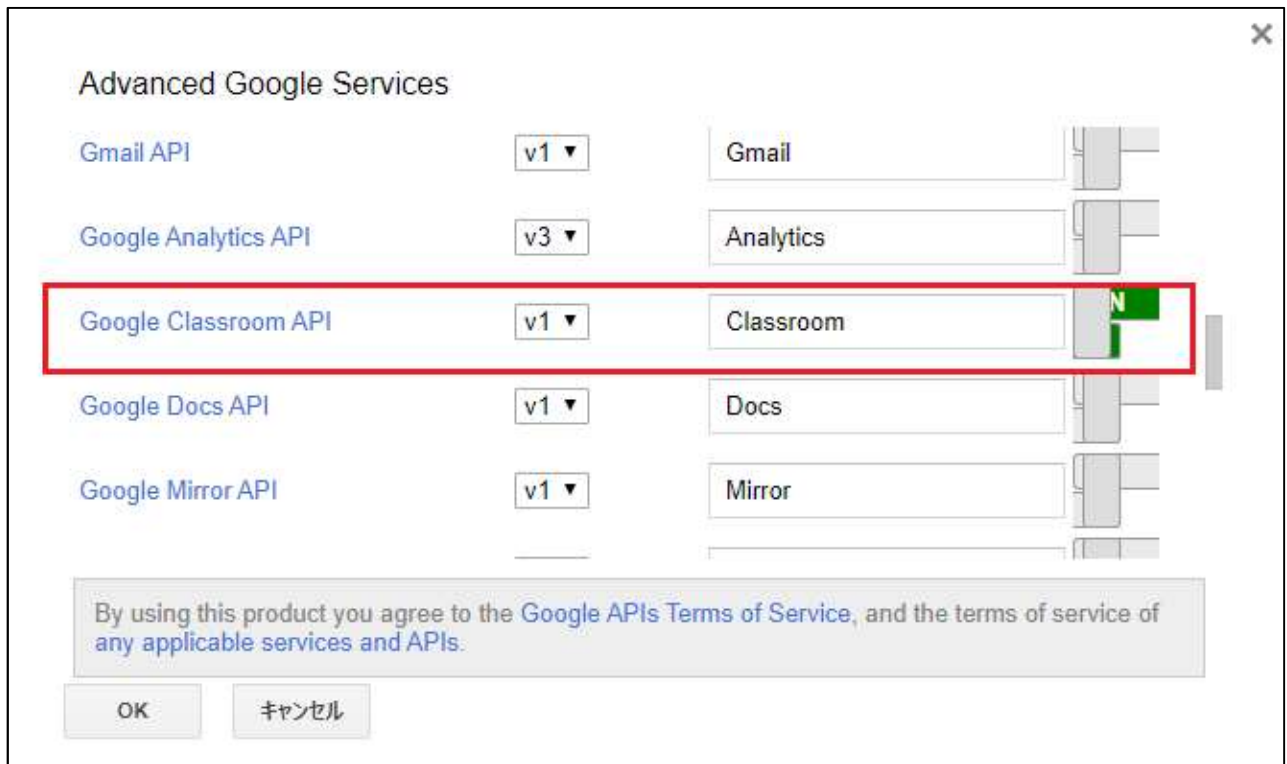 ×
Advanced Google Services
Gmail API v1 ▼ Gmail
Google Analytics API v3 ▼ Analytics
Google Classroom API v1 ▼ Classroom N
Google Docs API v1 ▼ Docs
Google Mirror API v1 ▼ Mirror
By using this product you agree to the Google APIs Terms of Service, and the terms of service of
any applicable services and APIs.
OK キャンセル